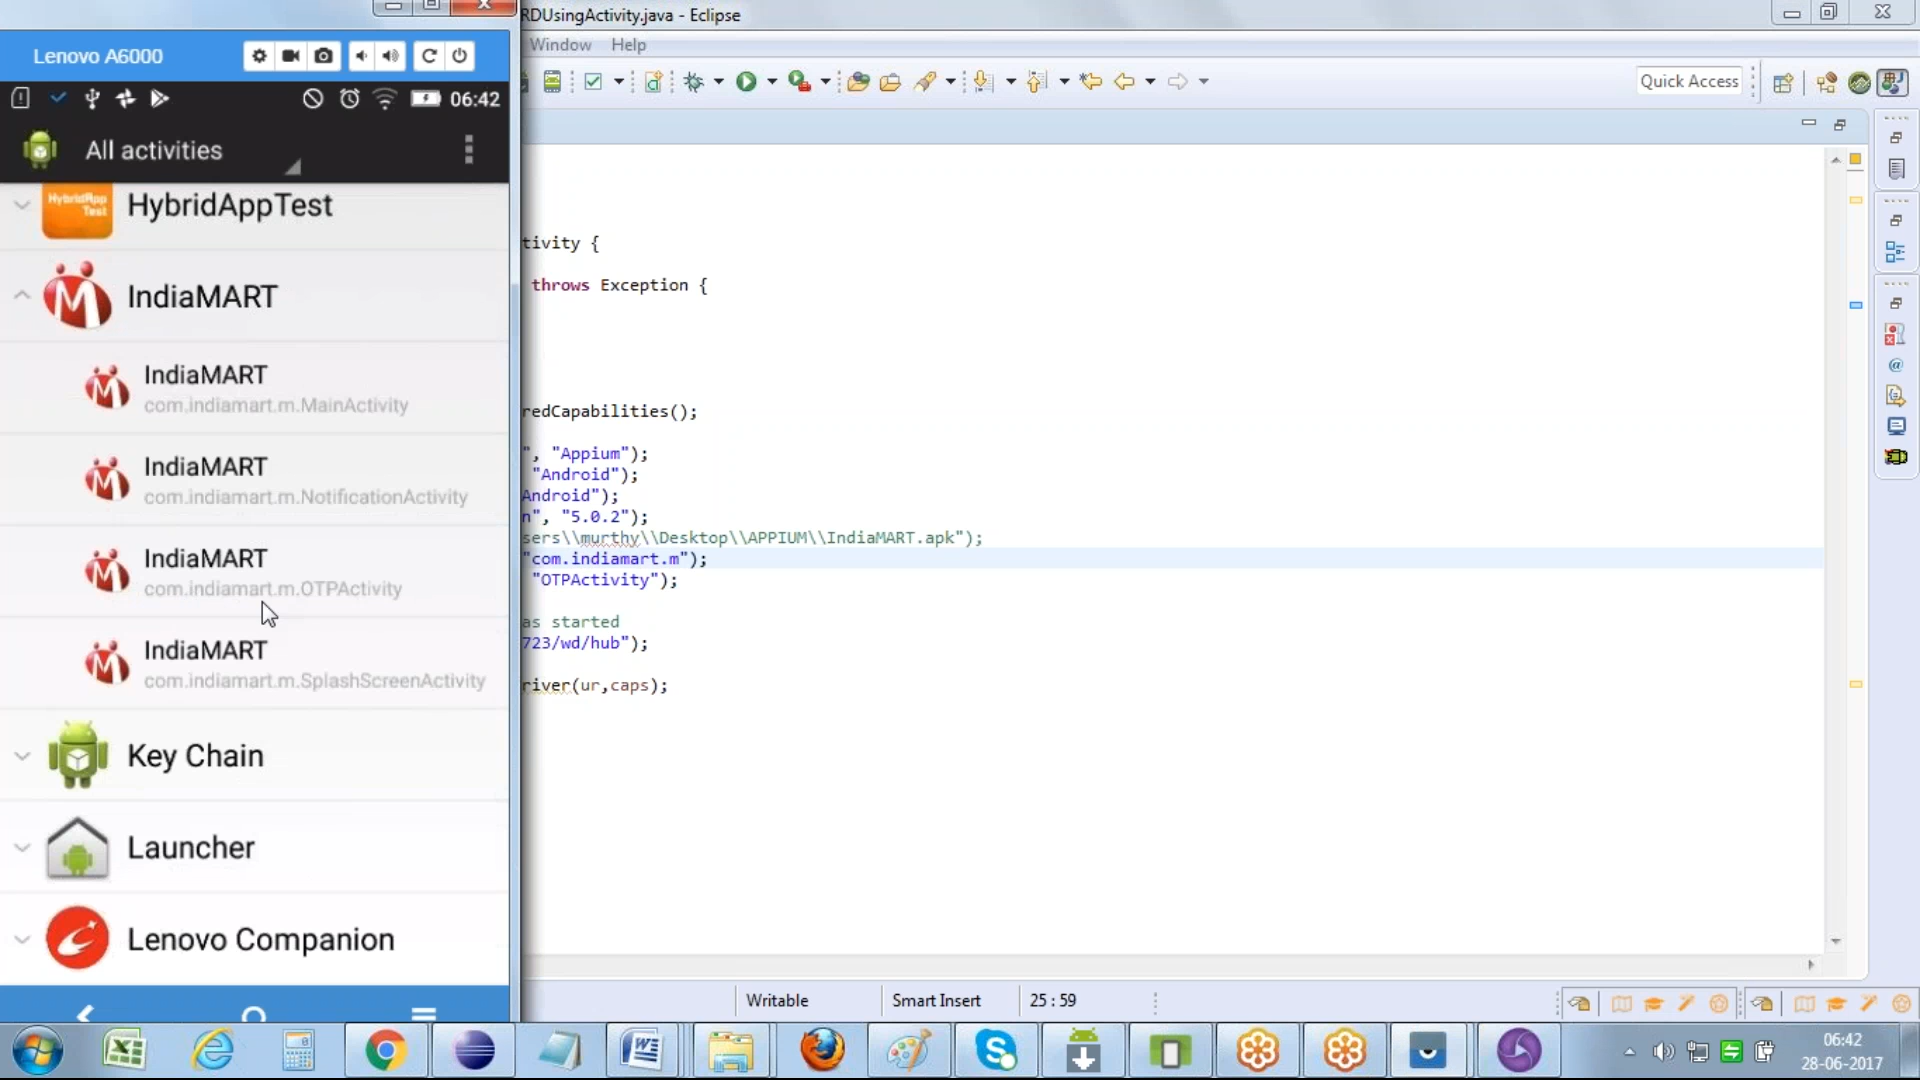 RDUsingActivity.java - Eclipse
Lenovo A6000
Window Help
06:42
Quick Access
All activities
HybridApp
Test
HybridAppTest
tivity {
throws Exception {
IndiaMART
IndiaMART
com.indiamart.m.MainActivity
redCapabilities();
IndiaMART
com.indiamart.m.NotificationActivity
", "Appium");
"Android");
Android");
n", "5.0.2");
sers\\murthy\\Desktop\\APPIUM\\IndiaMART.apk");
"com.indiamart.m");
"OTPActivity");
IndiaMART
com.indiamart.m.OTPActivity
as started
723/wd/hub");
IndiaMART
com.indiamart.m.SplashScreenActivity
river(ur,caps);
Key Chain
Launcher
Lenovo Companion
Writable
Smart Insert
25 : 59
06:42
28-06-2017